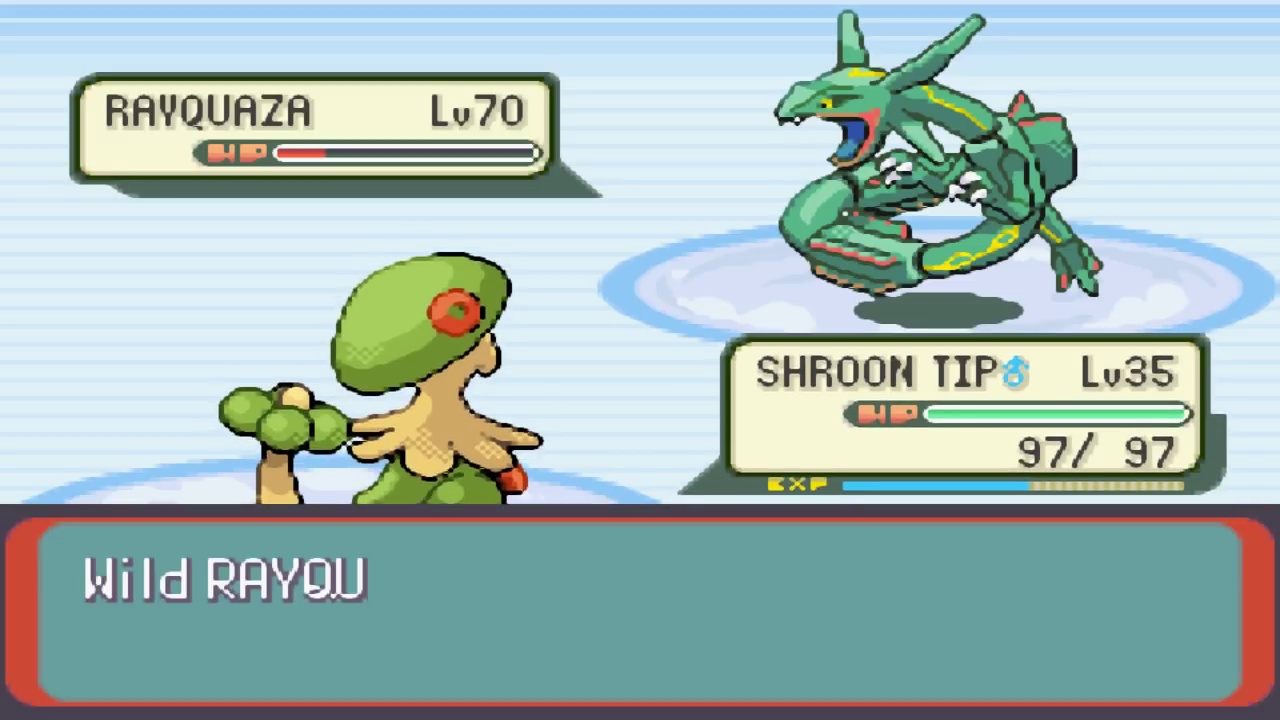 RAYQUAZA Lv70
HP
SHROON TIP♂ Lv35
HP
97/ 97
EXP
Wild RAYQU